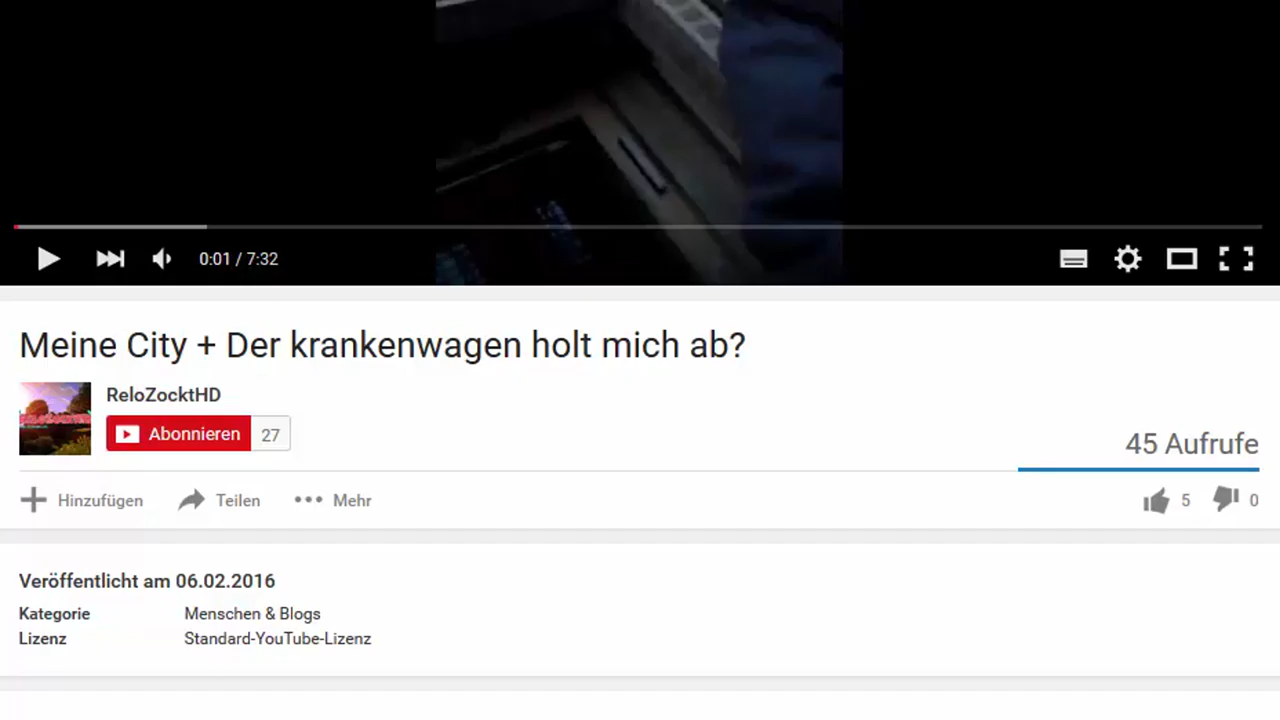 0:01 / 7:32
Meine City + Der krankenwagen holt mich ab?
ReloZocktHD
Abonnieren 27
45 Aufrufe
Hinzufügen Teilen Mehr 5 0
Veröffentlicht am 06.02.2016
Kategorie Menschen & Blogs
Lizenz Standard-YouTube-Lizenz